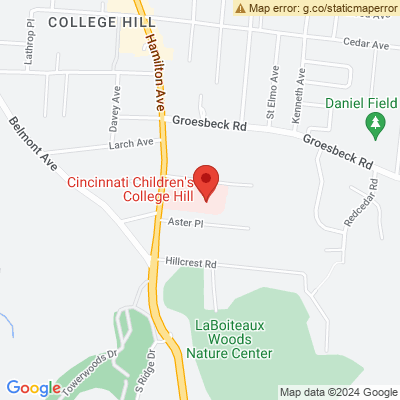 Map error: g.co/staticmaperror
COLLEGE HILL
Lathrop Pl
Hamilton Ave
Cedar Ave
Davey Ave
St Elmo Ave
Kenneth Ave
Daniel Field
Groesbeck Rd
Groesbeck Rd
Larch Ave
Belmont Ave
Cincinnati Children's
College Hill
Redcedar Rd
Aster Pl
Hillcrest Rd
LaBoiteaux
Woods
Nature Center
Towerwoods Dr
S Ridge Dr
Google
Map data ©2024 Google